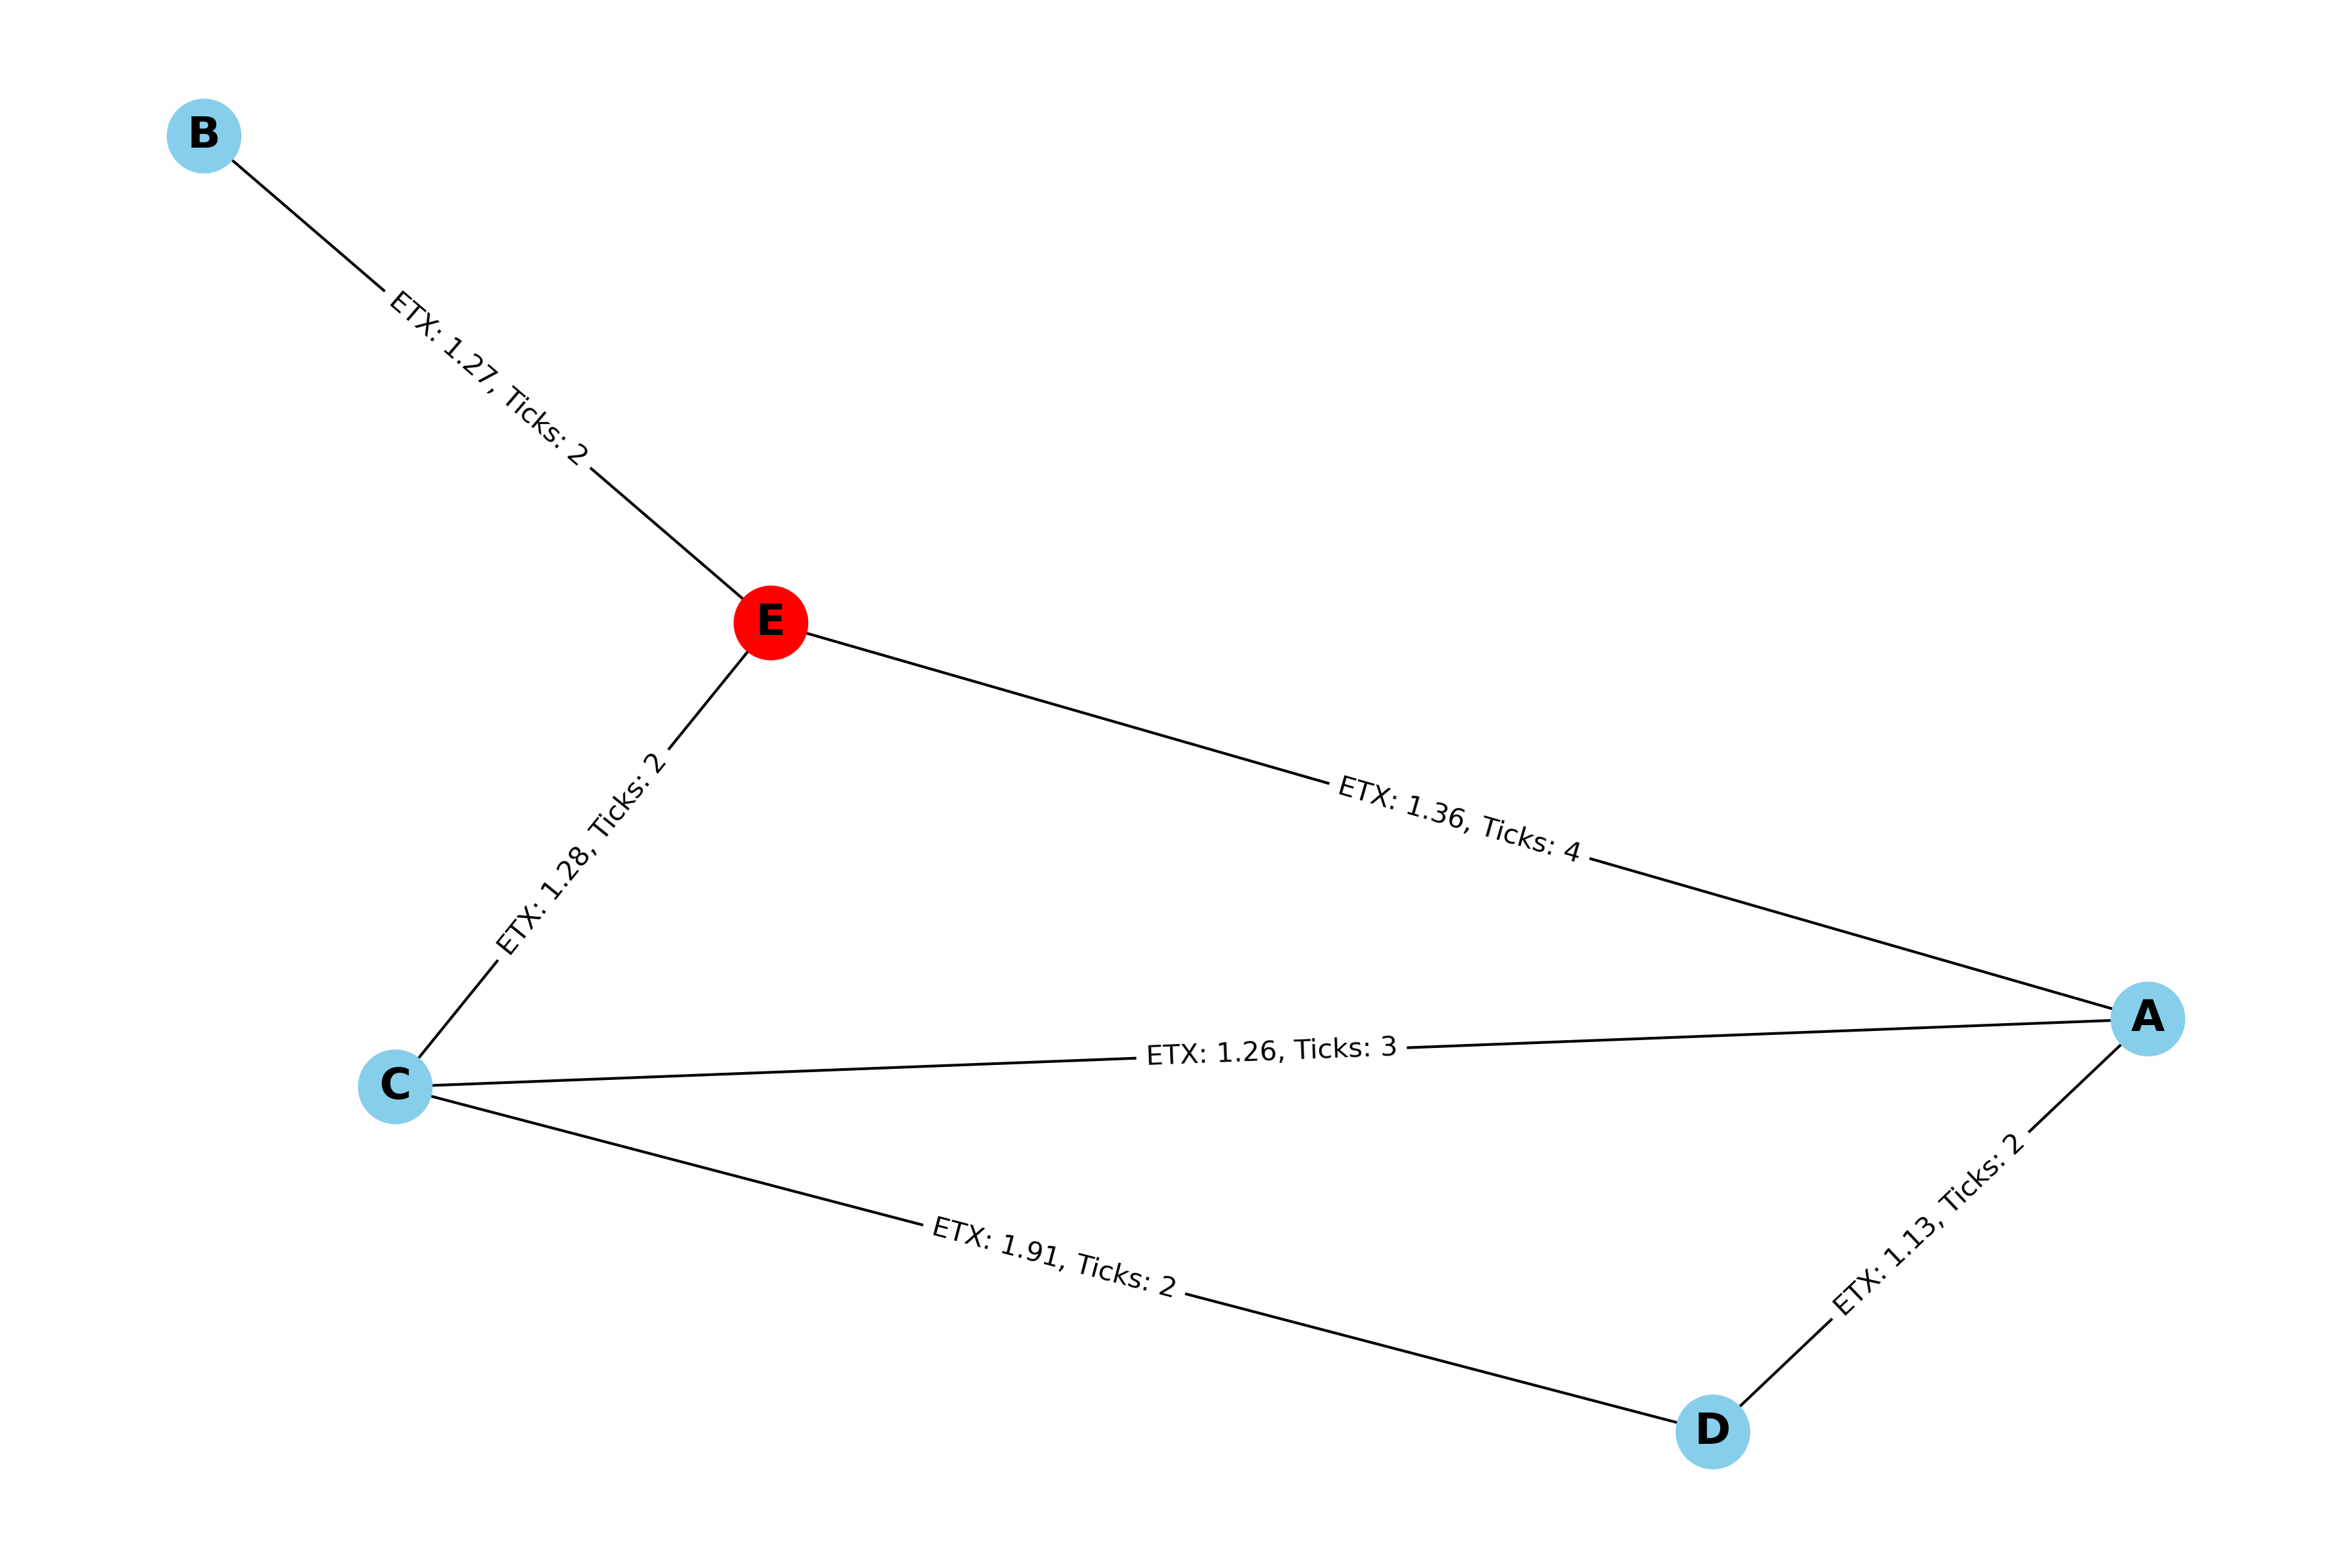 B
ETX: 1.27, Ticks: 2
E
ETX: 1.28, Ticks: 2
ETX: 1.36, Ticks: 4
A
ETX: 1.26, Ticks: 3
C
ETX: 1.13, Ticks: 2
ETX: 1.91, Ticks: 2
D